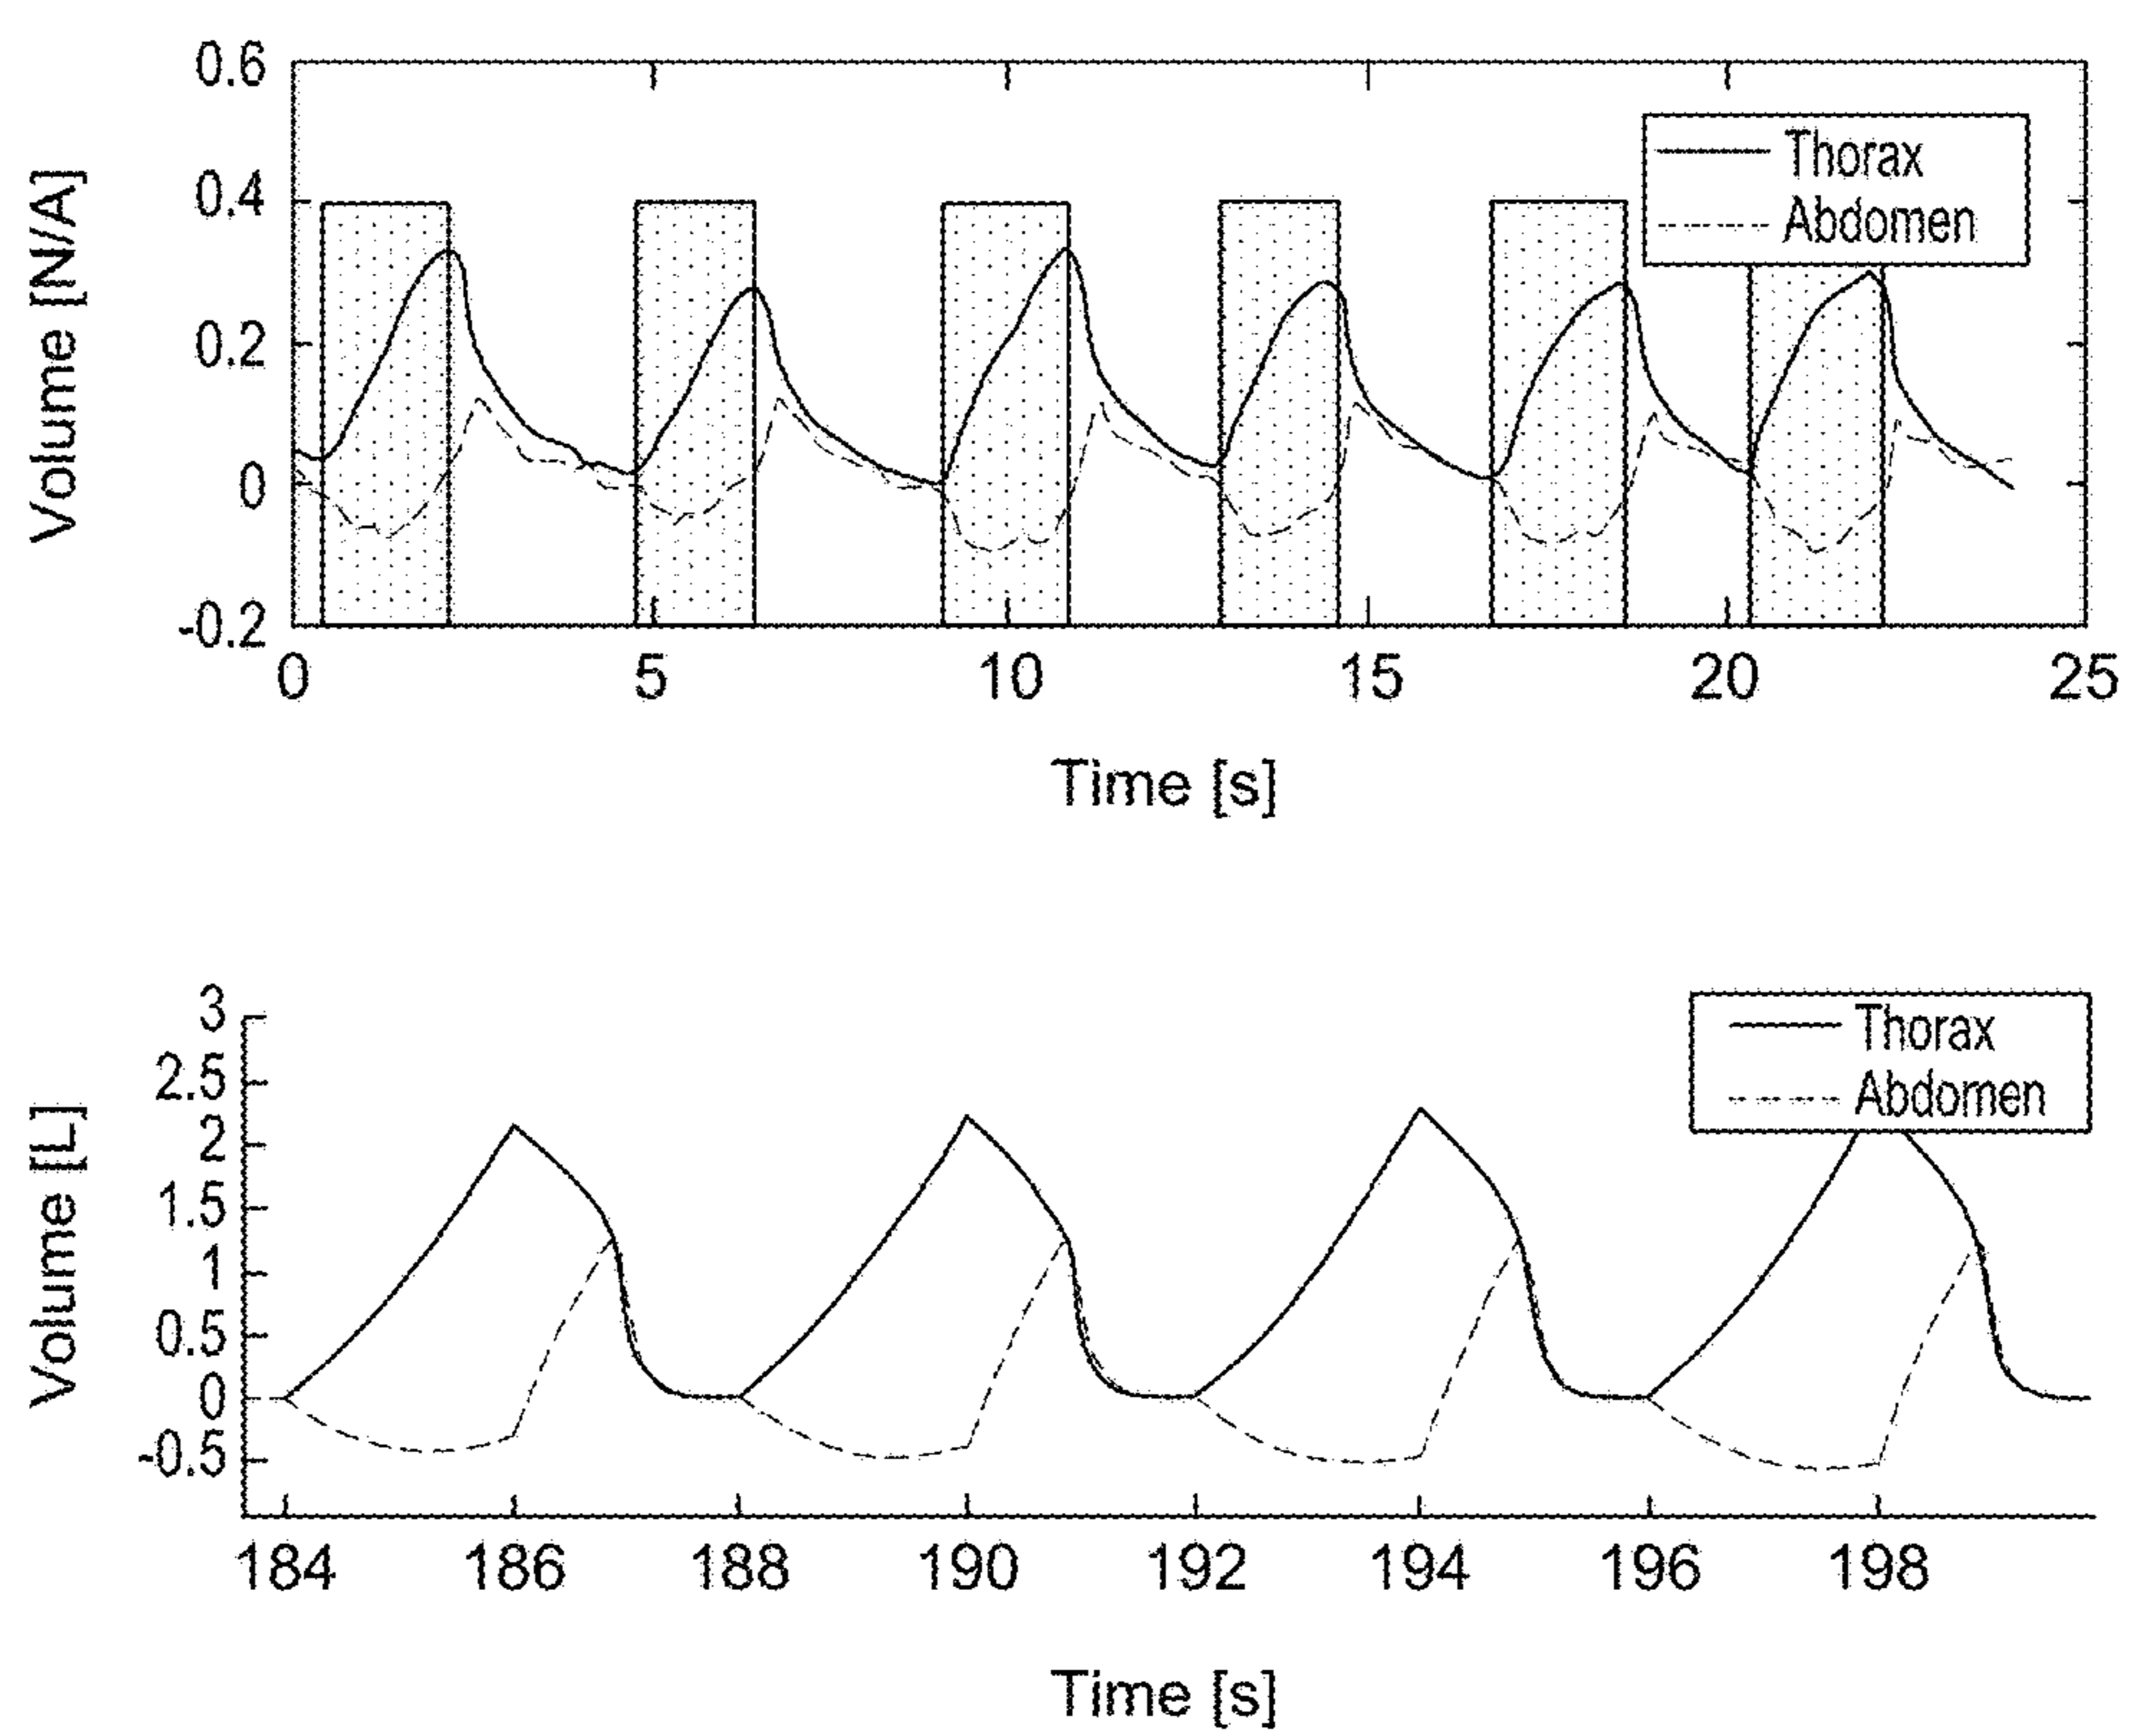 0.6
0.4
0.2
0
-0.2
Volume [N/A]
Thorax
Abdomen
0 5 10 15 20 25
Time [s]
3
2.5
2
1.5
1
0.5
0
-0.5
Volume [L]
Thorax
Abdomen
184 186 188 190 192 194 196 198
Time [s]